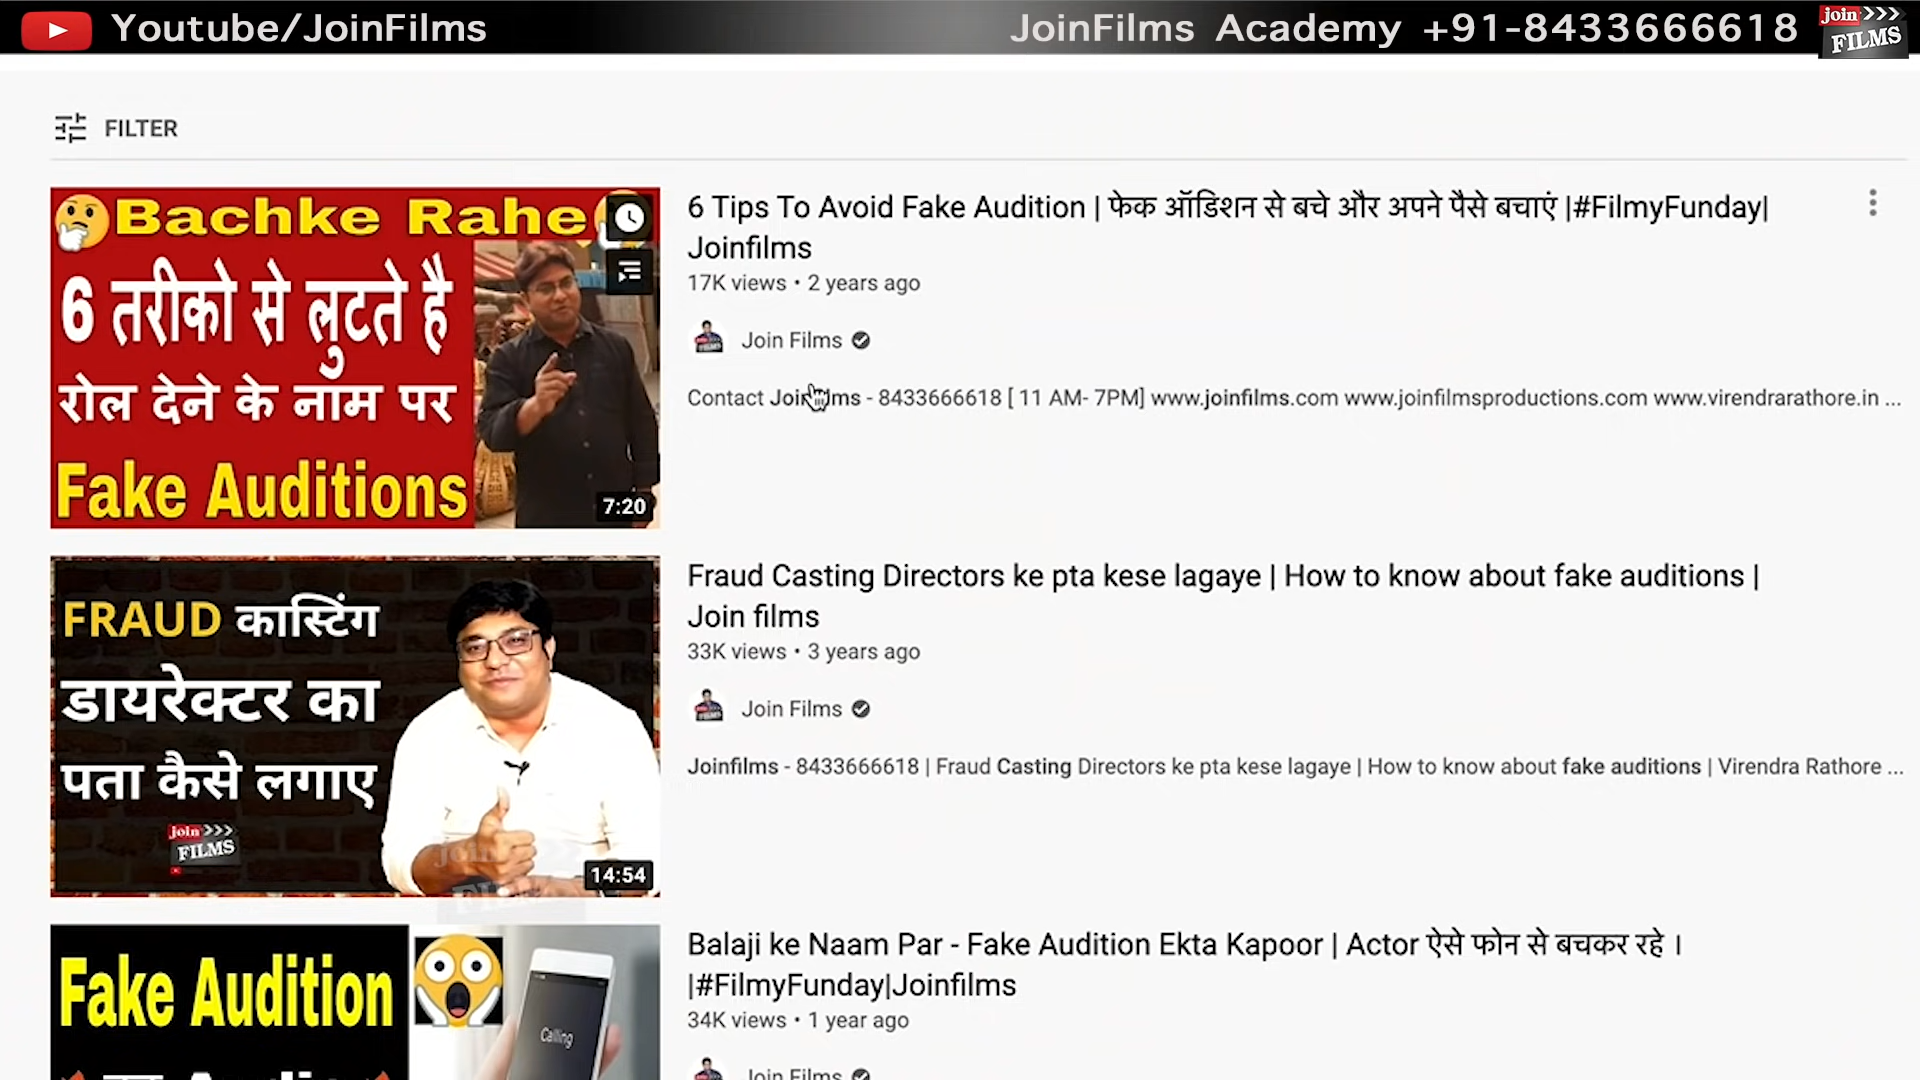 Youtube/JoinFilms
JoinFilms Academy +91-8433666618
join
FILMS
FILTER
Bachke Rahe
6 तरीको से लुटते है
रोल देने के नाम पर
Fake Auditions
7:20
6 Tips To Avoid Fake Audition | फेक ऑडिशन से बचे और अपने पैसे बचाएं |#FilmyFunday|
Joinfilms
17K views • 2 years ago
Join Films
Contact Joinfilms - 8433666618 [ 11 AM- 7PM] www.joinfilms.com www.joinfilmsproductions.com www.virendrarathore.in ...
FRAUD कास्टिंग
डायरेक्टर का
पता कैसे लगाए
join
FILMS
14:54
Fraud Casting Directors ke pta kese lagaye | How to know about fake auditions |
Join films
33K views • 3 years ago
Join Films
Joinfilms - 8433666618 | Fraud Casting Directors ke pta kese lagaye | How to know about fake auditions | Virendra Rathore ...
Fake Audition
Calling
Balaji ke Naam Par - Fake Audition Ekta Kapoor | Actor ऐसे फोन से बचकर रहे ।
|#FilmyFunday|Joinfilms
34K views • 1 year ago
Join Films